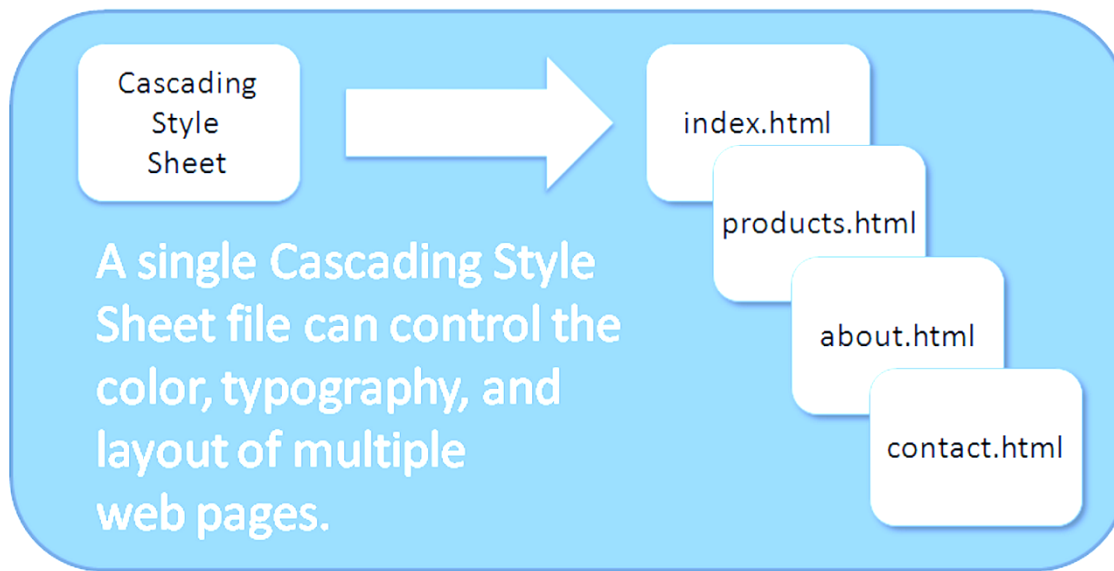 Cascading
Style
Sheet
index.html
products.html
about.html
contact.html
A single Cascading Style
Sheet file can control the
color, typography, and
layout of multiple
web pages.